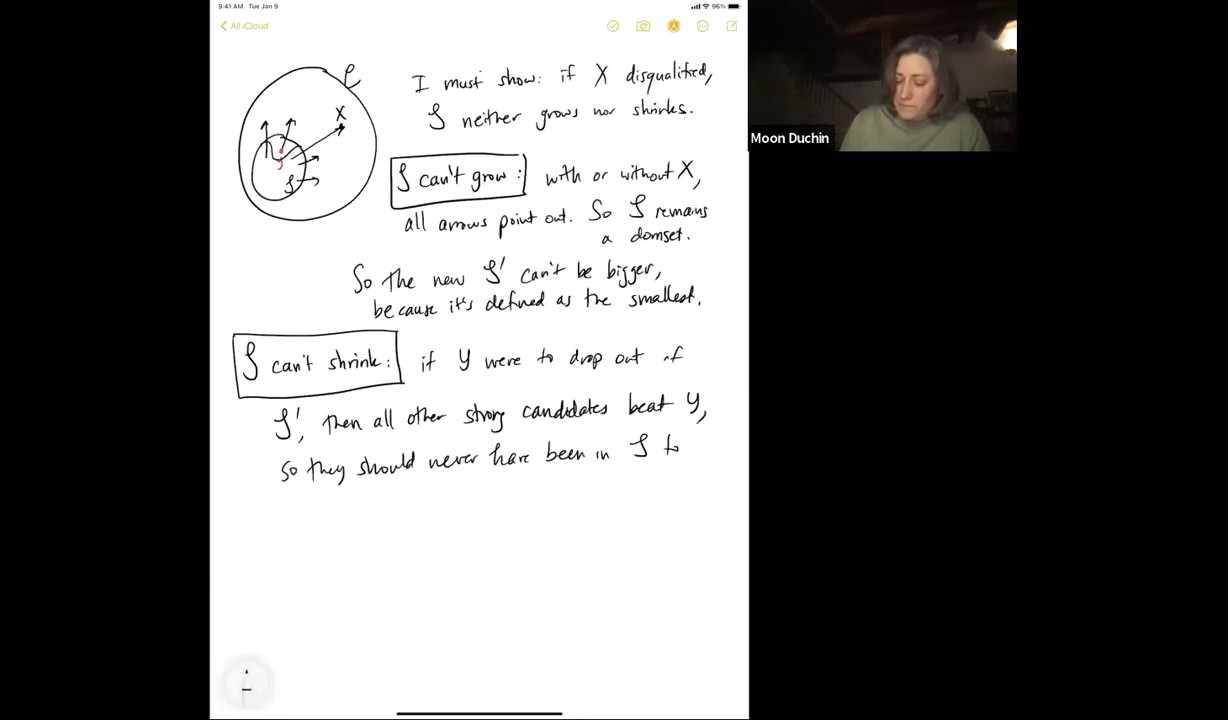 9:41 AM Tue Jan 9
96%
All iCloud
I must show: if X disqualified,
S neither grows nor shrinks.
C
X
y
S
S can't grow: with or without X,
all arrows point out. So S remains
a domset.
So the new S' can't be bigger,
because it's defined as the smallest.
S can't shrink: if y were to drop out of
S', then all other strong candidates beat y,
so they should never have been in S to
Moon Duchin